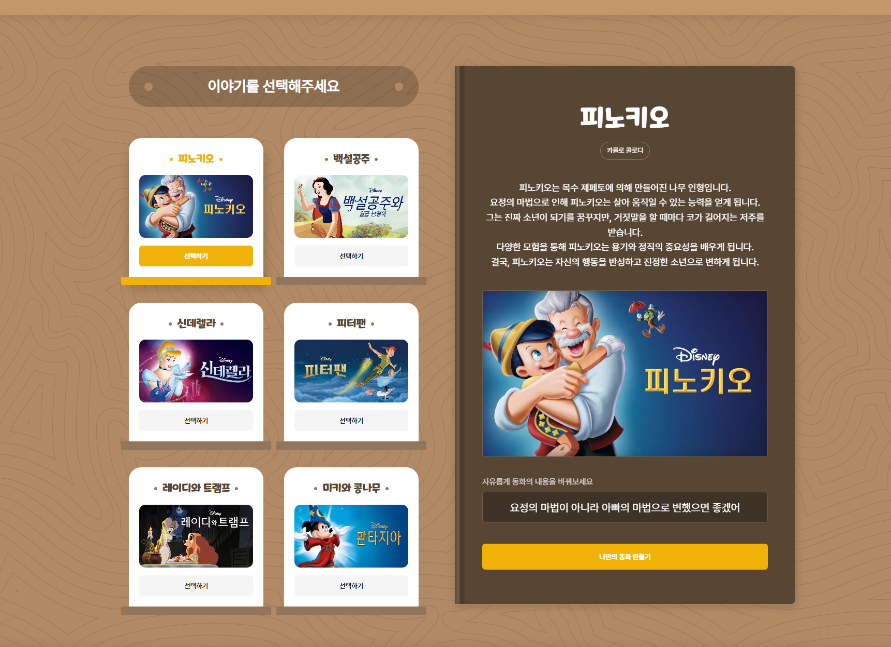 이야기를 선택해주세요
피노키오
Disney
피노키오
선택하기
백설공주
Disney
백설공주와
일곱 난쟁이
선택하기
신데렐라
Disney
신데렐라
선택하기
피터팬
Disney
피터팬
선택하기
레이디와 트램프
Disney
레이디와 트램프
선택하기
미키와 콩나무
Disney
판타지아
선택하기
피노키오
카를로 콜로디
피노키오는 목수 제페토에 의해 만들어진 나무 인형입니다.
요정의 마법으로 인해 피노키오는 살아 움직일 수 있는 능력을 얻게 됩니다.
그는 진짜 소년이 되기를 꿈꾸지만, 거짓말을 할 때마다 코가 길어지는 저주를
받습니다.
다양한 모험을 통해 피노키오는 용기와 정직의 중요성을 배우게 됩니다.
결국, 피노키오는 자신의 행동을 반성하고 진정한 소년으로 변하게 됩니다.
Disney
피노키오
자유롭게 동화의 내용을 바꿔보세요
요정의 마법이 아니라 아빠의 마법으로 변했으면 좋겠어
나만의 동화 만들기